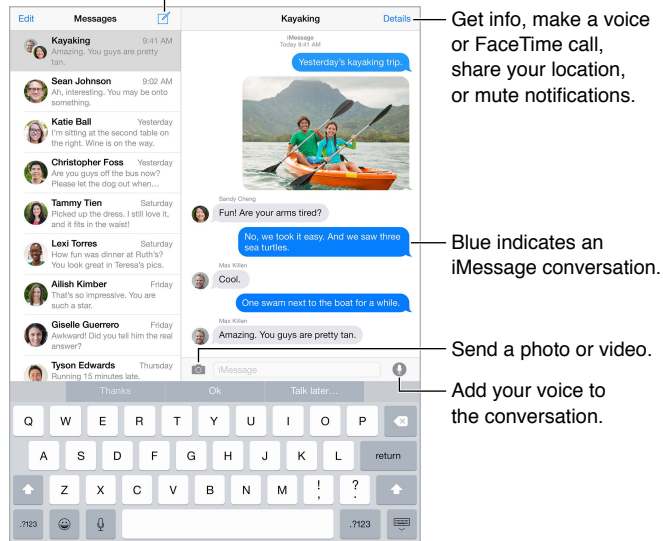 Edit Messages
Kayaking 9:41 AM
Amazing. You guys are pretty
tan.
Sean Johnson 9:02 AM
Ah, interesting. You may be onto
something.
Katie Ball Yesterday
I'm sitting at the second table on
the right. Wine is on the way.
Christopher Foss Yesterday
Are you guys off the bus now?
Please let the dog out when…
Tammy Tien Saturday
Picked up the dress. I still love it,
and it fits in the waist!
Lexi Torres Saturday
How fun was dinner at Ruth's?
You look great in Teresa's pics.
Ailish Kimber Friday
That's so impressive. You are
such a star.
Giselle Guerrero Friday
Awkward! Did you tell him the real
answer?
Tyson Edwards Thursday
Running 15 minutes late.
Kayaking Details
iMessage
Today 9:41 AM
Yesterday's kayaking trip.
Sandy Cheng
Fun! Are your arms tired?
No, we took it easy. And we saw three
sea turtles.
Max Killen
Cool.
One swam next to the boat for a while.
Max Killen
Amazing. You guys are pretty tan.
iMessage
Thanks Ok Talk later…
Q W E R T Y U I O P
A S D F G H J K L return
Z X C V B N M ! , ? .
.?123 .?123
Get info, make a voice
or FaceTime call,
share your location,
or mute notifications.
Blue indicates an
iMessage conversation.
Send a photo or video.
Add your voice to
the conversation.